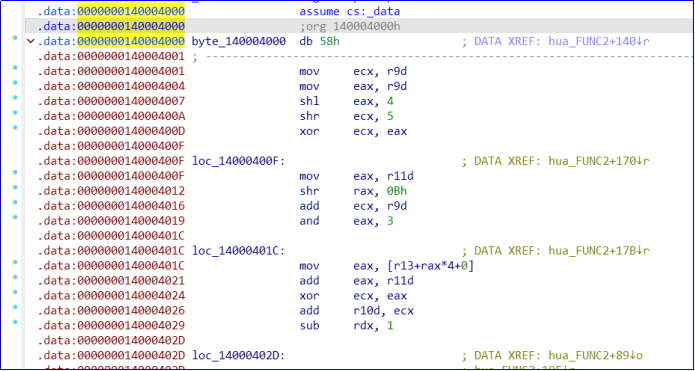 .data:0000000140004000 assume cs:_data
.data:0000000140004000 ;org 140004000h
.data:0000000140004000 byte_140004000 db 58h ; DATA XREF: hua_FUNC2+140↓r
.data:0000000140004001 ; ---------------------------------------------------------------------------
.data:0000000140004001 mov ecx, r9d
.data:0000000140004004 mov eax, r9d
.data:0000000140004007 shl eax, 4
.data:000000014000400A shr ecx, 5
.data:000000014000400D xor ecx, eax
.data:000000014000400F
.data:000000014000400F loc_14000400F: ; DATA XREF: hua_FUNC2+170↓r
.data:000000014000400F mov eax, r11d
.data:0000000140004012 shr rax, 0Bh
.data:0000000140004016 add ecx, r9d
.data:0000000140004019 and eax, 3
.data:000000014000401C
.data:000000014000401C loc_14000401C: ; DATA XREF: hua_FUNC2+17B↓r
.data:000000014000401C mov eax, [r13+rax*4+0]
.data:0000000140004021 add eax, r11d
.data:0000000140004024 xor ecx, eax
.data:0000000140004026 add r10d, ecx
.data:0000000140004029 sub rdx, 1
.data:000000014000402D
.data:000000014000402D loc_14000402D: ; DATA XREF: hua_FUNC2+89↓o